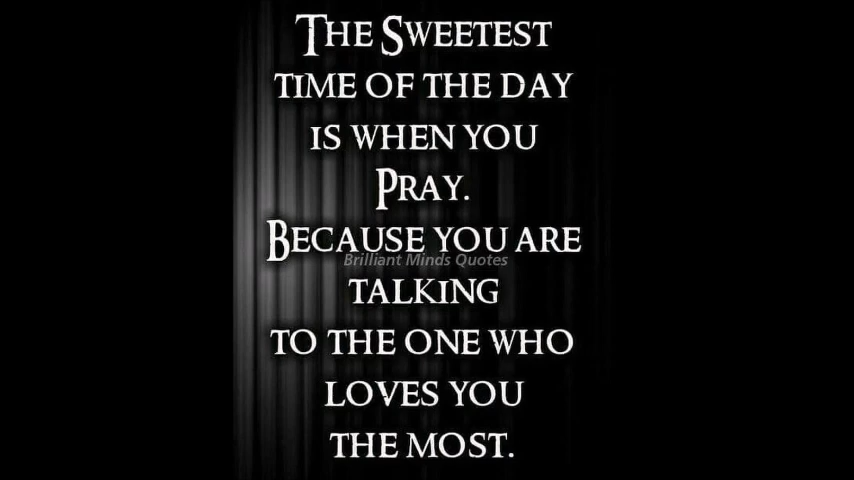 The Sweetest
time of the day
is when you
Pray.
Because you are
Brilliant Minds Quotes
talking
to the one who
loves you
the most.